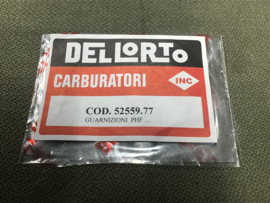 DELLORTO
CARBURATORI
INC
COD. 52559.77
GUARNIZIONI PHF...